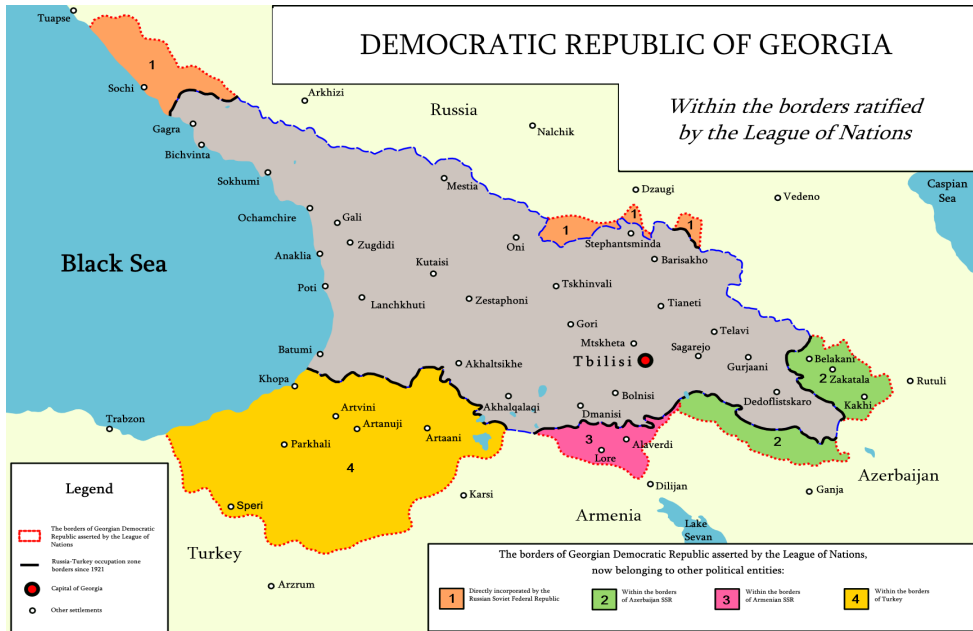 DEMOCRATIC REPUBLIC OF GEORGIA
Within the borders ratified
by the League of Nations
Tuapse
1
Sochi
Arkhizi
Russia
Gagra
Nalchik
Bichvinta
Sokhumi
Mestia
Dzaugi
Vedeno
Caspian
Sea
Ochamchire
Gali
1
1
1
Stephantsminda
Oni
Zugdidi
Black Sea
Anaklia
Barisakho
Kutaisi
Poti
Tskhinvali
Lanchkhuti
Zestaphoni
Tianeti
Gori
Telavi
Mtskheta
Batumi
Tbilisi
Sagarejo
Akhaltsikhe
Gurjaani
Belakani
2
Zakatala
Rutuli
Khopa
Akhalqalaqi
Bolnisi
Dedoflistskaro
Kakhi
Dmanisi
Trabzon
Artvini
Artanuji
Artaani
Parkhali
3
Alaverdi
Lore
2
4
Azerbaijan
Karsi
Dilijan
Ganja
Speri
Armenia
Lake
Sevan
Turkey
Arzrum
Legend
The borders of Georgian Democratic
Republic asserted by the League of
Nations
Russia-Turkey occupation zone
borders since 1921
Capital of Georgia
Other settlements
The borders of Georgian Democratic Republic asserted by the League of Nations,
now belonging to other political entities:
1
Directly incorporated by the
Russian Soviet Federal Republic
2
Within the borders
of Azerbaijan SSR
3
Within the borders
of Armenian SSR
4
Within the borders
of Turkey